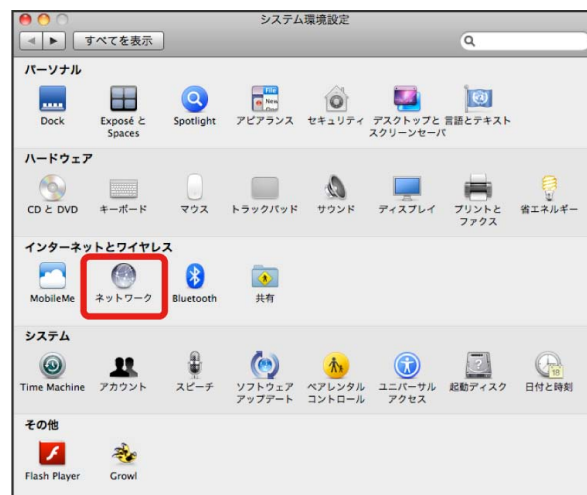 システム環境設定
すべてを表示
パーソナル
Dock
Exposé と
Spaces
Spotlight
アピアランス
セキュリティ
デスクトップと
スクリーンセーバ
言語とテキスト
ハードウェア
CD と DVD
キーボード
マウス
トラックパッド
サウンド
ディスプレイ
プリントと
ファクス
省エネルギー
インターネットとワイヤレス
MobileMe
ネットワーク
Bluetooth
共有
システム
Time Machine
アカウント
スピーチ
ソフトウェア
アップデート
ペアレンタル
コントロール
ユニバーサル
アクセス
起動ディスク
日付と時刻
その他
Flash Player
Growl